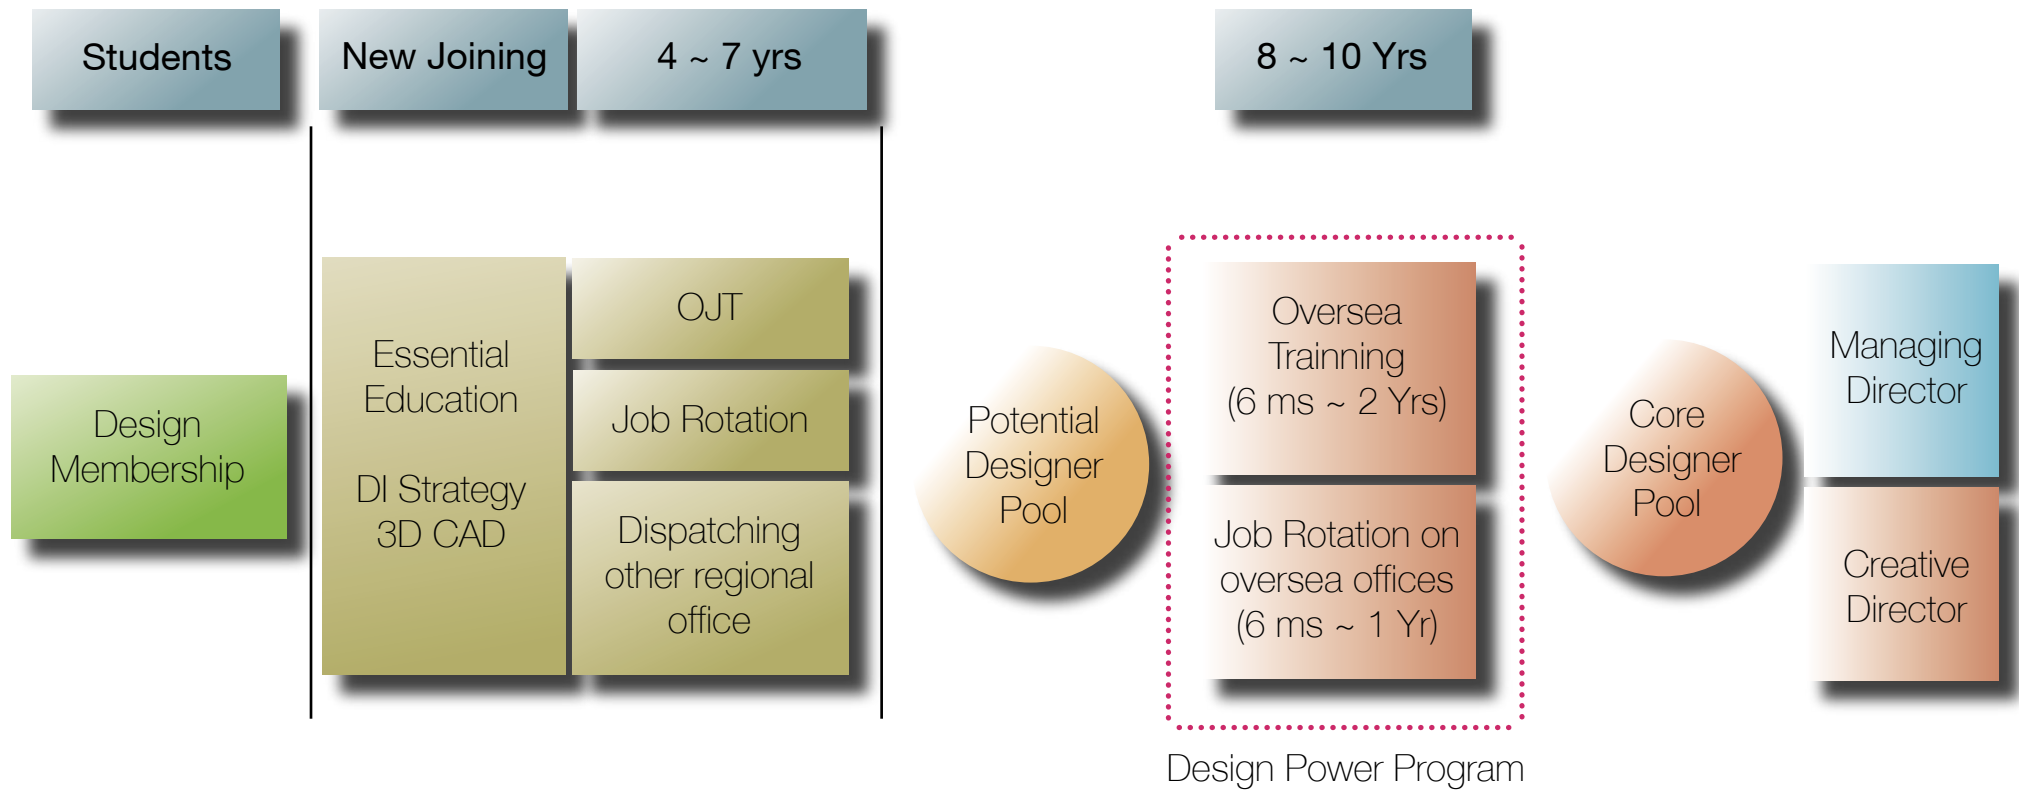 Students
New Joining
4 ~ 7 yrs
8 ~ 10 Yrs
Design
Membership
Essential
Education
DI Strategy
3D CAD
OJT
Job Rotation
Dispatching
other regional
office
Potential
Designer
Pool
Oversea
Trainning
(6 ms ~ 2 Yrs)
Job Rotation on
oversea offices
(6 ms ~ 1 Yr)
Design Power Program
Core
Designer
Pool
Managing
Director
Creative
Director